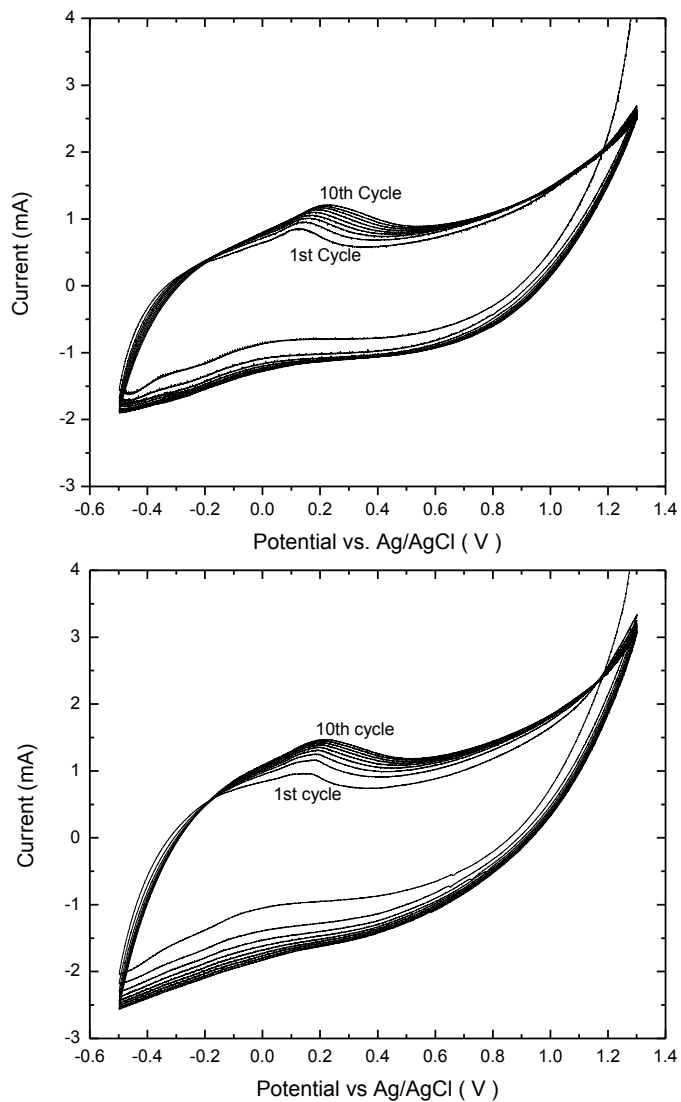 4
3
2
1
0
-1
-2
-3
Current (mA)
10th Cycle
1st Cycle
-0.6 -0.4 -0.2 0.0 0.2 0.4 0.6 0.8 1.0 1.2 1.4
Potential vs. Ag/AgCl ( V )
4
3
2
1
0
-1
-2
-3
Current (mA)
10th cycle
1st cycle
-0.6 -0.4 -0.2 0.0 0.2 0.4 0.6 0.8 1.0 1.2 1.4
Potential vs Ag/AgCl ( V )